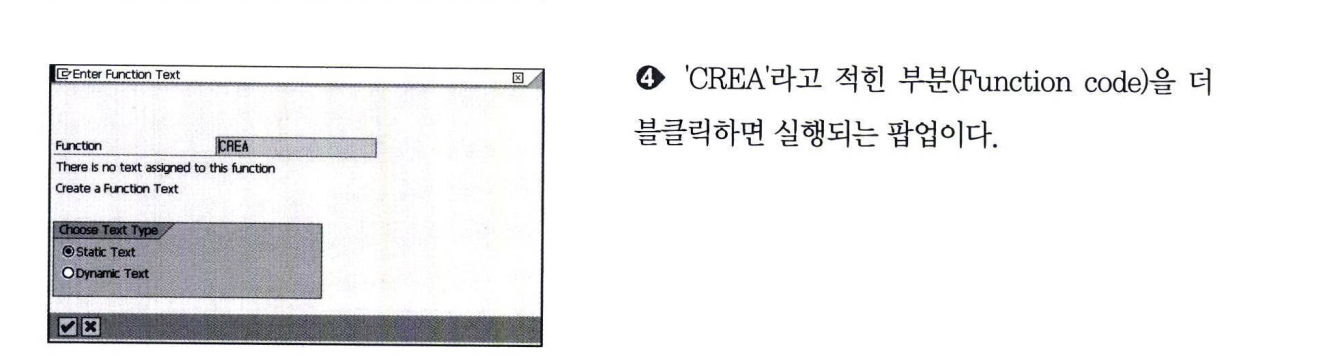 Enter Function Text
Function CREA
There is no text assigned to this function
Create a Function Text
Choose Text Type
Static Text
Dynamic Text
❹ 'CREA'라고 적힌 부분(Function code)을 더
블클릭하면 실행되는 팝업이다.